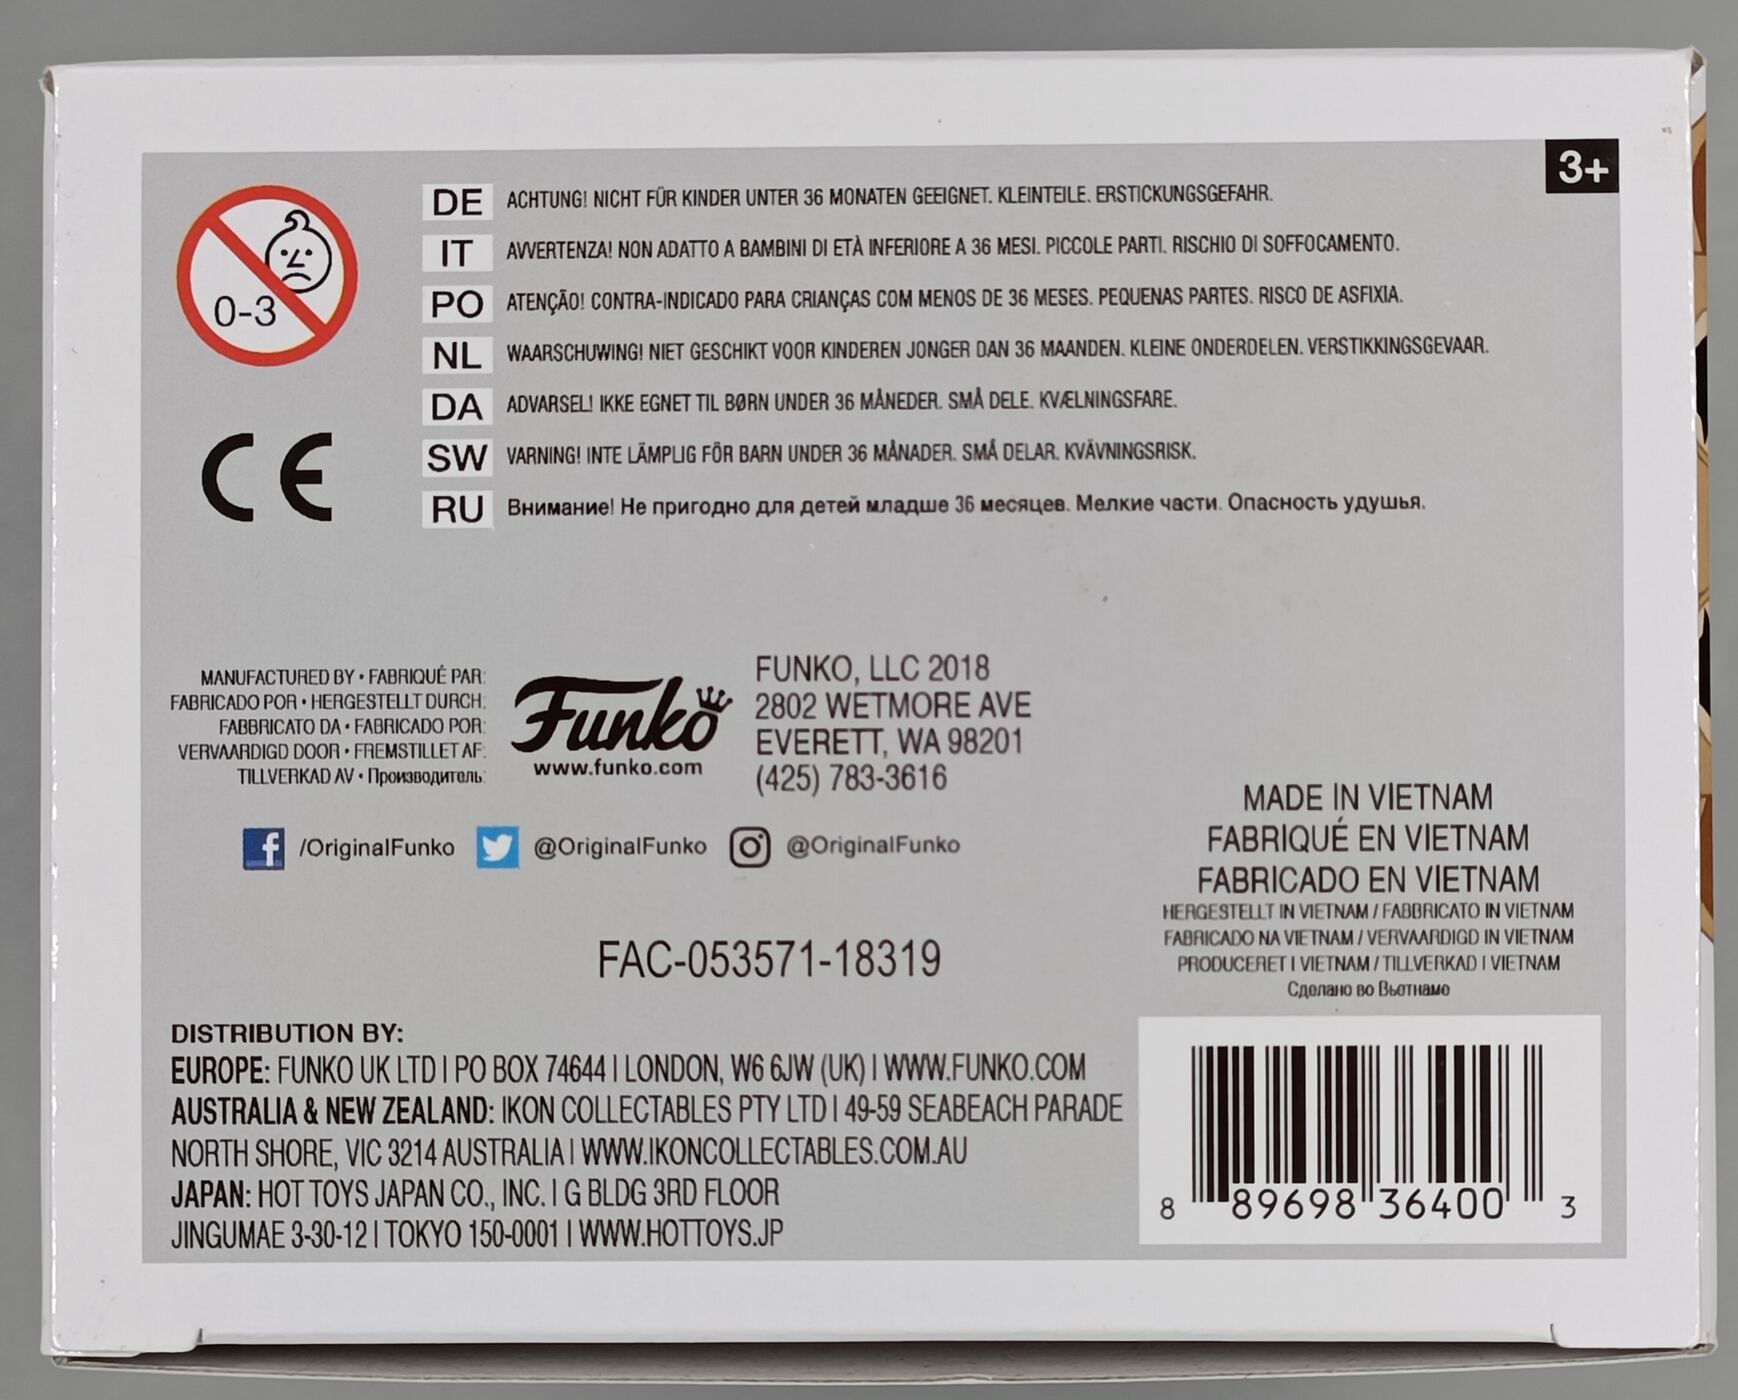 3+
0-3
DE ACHTUNG! NICHT FÜR KINDER UNTER 36 MONATEN GEEIGNET. KLEINTEILE. ERSTICKUNGSGEFAHR.
IT AVVERTENZA! NON ADATTO A BAMBINI DI ETÀ INFERIORE A 36 MESI. PICCOLE PARTI. RISCHIO DI SOFFOCAMENTO.
PO ATENÇÃO! CONTRA-INDICADO PARA CRIANÇAS COM MENOS DE 36 MESES. PEQUENAS PARTES. RISCO DE ASFIXIA.
NL WAARSCHUWING! NIET GESCHIKT VOOR KINDEREN JONGER DAN 36 MAANDEN. KLEINE ONDERDELEN. VERSTIKKINGSGEVAAR.
DA ADVARSEL! IKKE EGNET TIL BØRN UNDER 36 MÅNEDER. SMÅ DELE. KVÆLNINGSFARE.
SW VARNING! INTE LÄMPLIG FÖR BARN UNDER 36 MÅNADER. SMÅ DELAR. KVÄVNINGSRISK.
RU Внимание! Не пригодно для детей младше 36 месяцев. Мелкие части. Опасность удушья.
CE
MANUFACTURED BY • FABRIQUÉ PAR:
FABRICADO POR • HERGESTELLT DURCH:
FABBRICATO DA • FABRICADO POR:
VERVAARDIGD DOOR • FREMSTILLET AF:
TILLVERKAD AV • Производитель:
Funko
www.funko.com
FUNKO, LLC 2018
2802 WETMORE AVE
EVERETT, WA 98201
(425) 783-3616
/OriginalFunko @OriginalFunko @OriginalFunko
FAC-053571-18319
MADE IN VIETNAM
FABRIQUÉ EN VIETNAM
FABRICADO EN VIETNAM
HERGESTELLT IN VIETNAM / FABBRICATO IN VIETNAM
FABRICADO NA VIETNAM / VERVAARDIGD IN VIETNAM
PRODUCERET I VIETNAM / TILLVERKAD I VIETNAM
Сделано во Вьетнаме
DISTRIBUTION BY:
EUROPE: FUNKO UK LTD | PO BOX 74644 | LONDON, W6 6JW (UK) | WWW.FUNKO.COM
AUSTRALIA & NEW ZEALAND: IKON COLLECTABLES PTY LTD | 49-59 SEABEACH PARADE
NORTH SHORE, VIC 3214 AUSTRALIA | WWW.IKONCOLLECTABLES.COM.AU
JAPAN: HOT TOYS JAPAN CO., INC. | G BLDG 3RD FLOOR
JINGUMAE 3-30-12 | TOKYO 150-0001 | WWW.HOTTOYS.JP
8 89698 36400 3